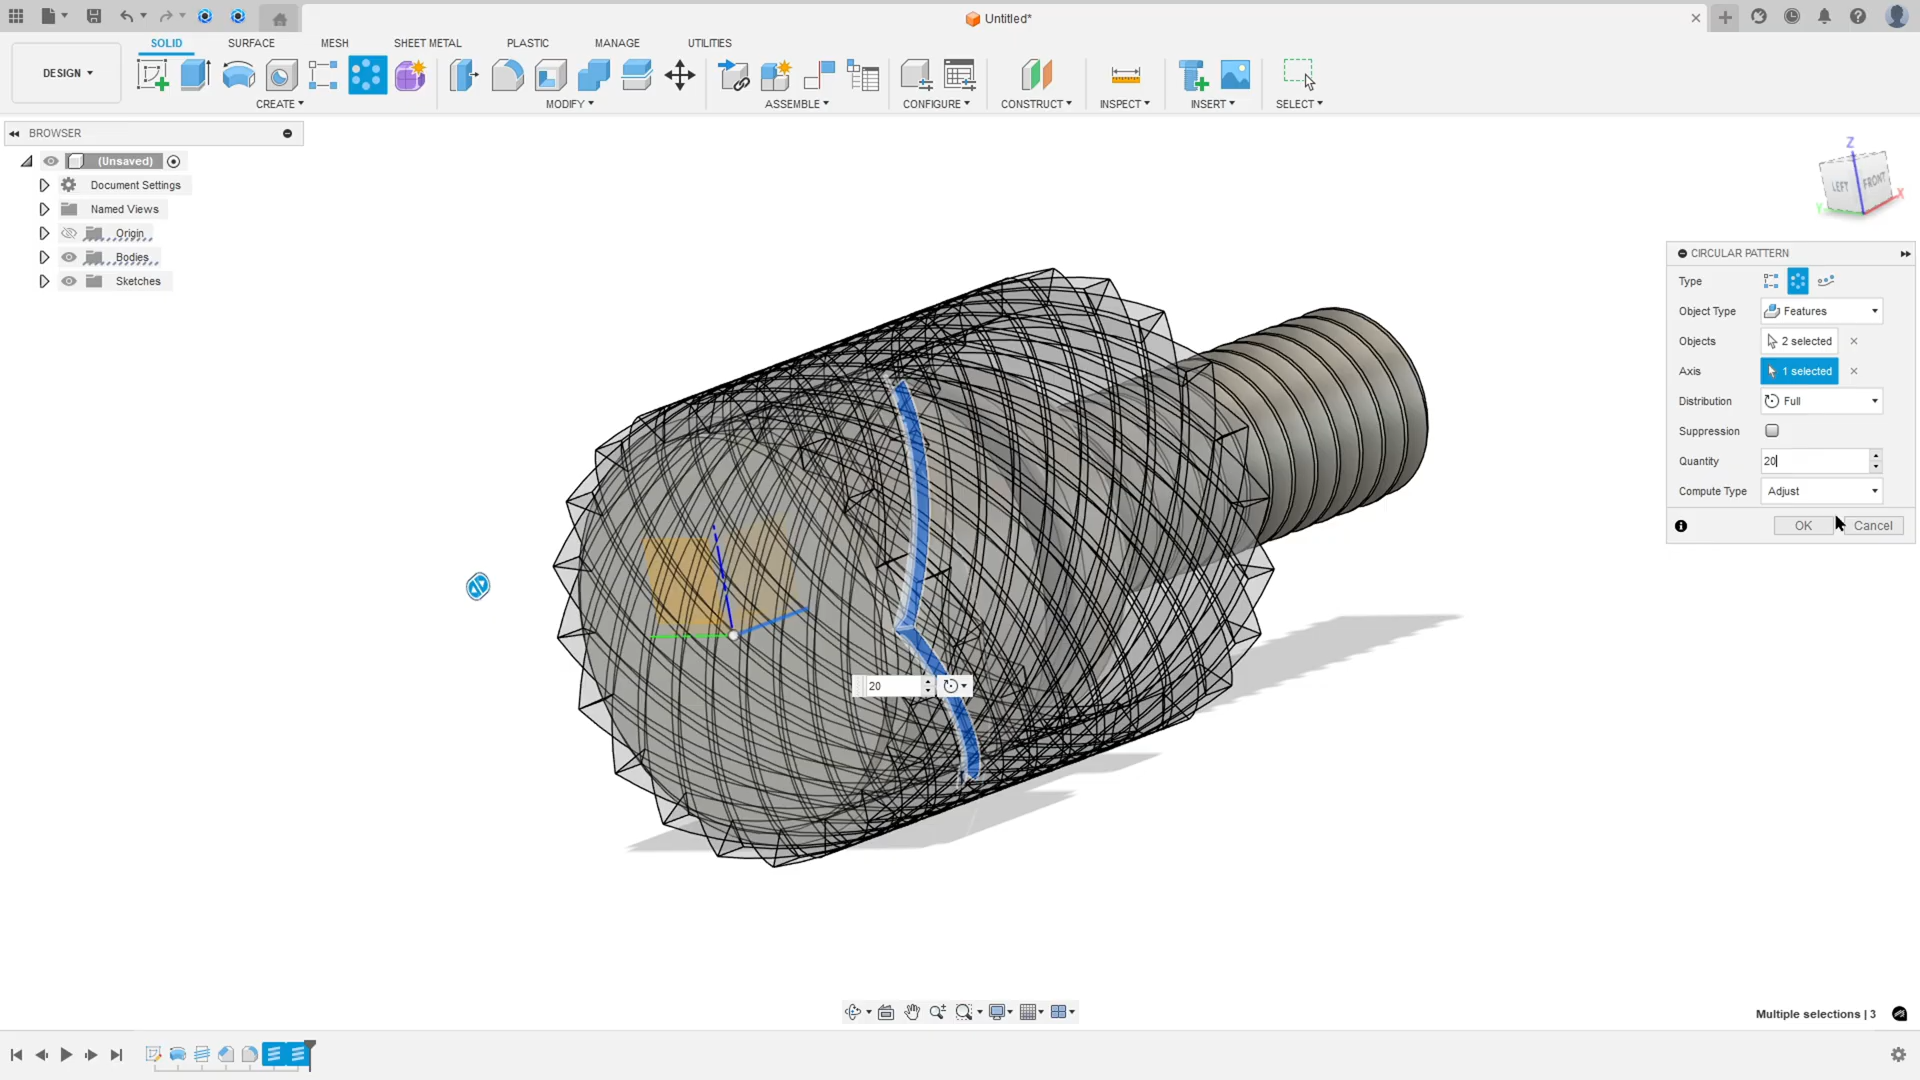 Untitled*
SOLID SURFACE MESH SHEET METAL PLASTIC MANAGE UTILITIES
DESIGN
CREATE MODIFY ASSEMBLE CONFIGURE CONSTRUCT INSPECT INSERT SELECT
BROWSER
(Unsaved)
Document Settings
Named Views
Origin
Bodies
Sketches
Z
LEFT
FRONT
X
Y
CIRCULAR PATTERN
Type
Object Type Features
Objects 2 selected
Axis 1 selected
Distribution Full
Suppression
Quantity 20
Compute Type Adjust
OK Cancel
20
Multiple selections | 3